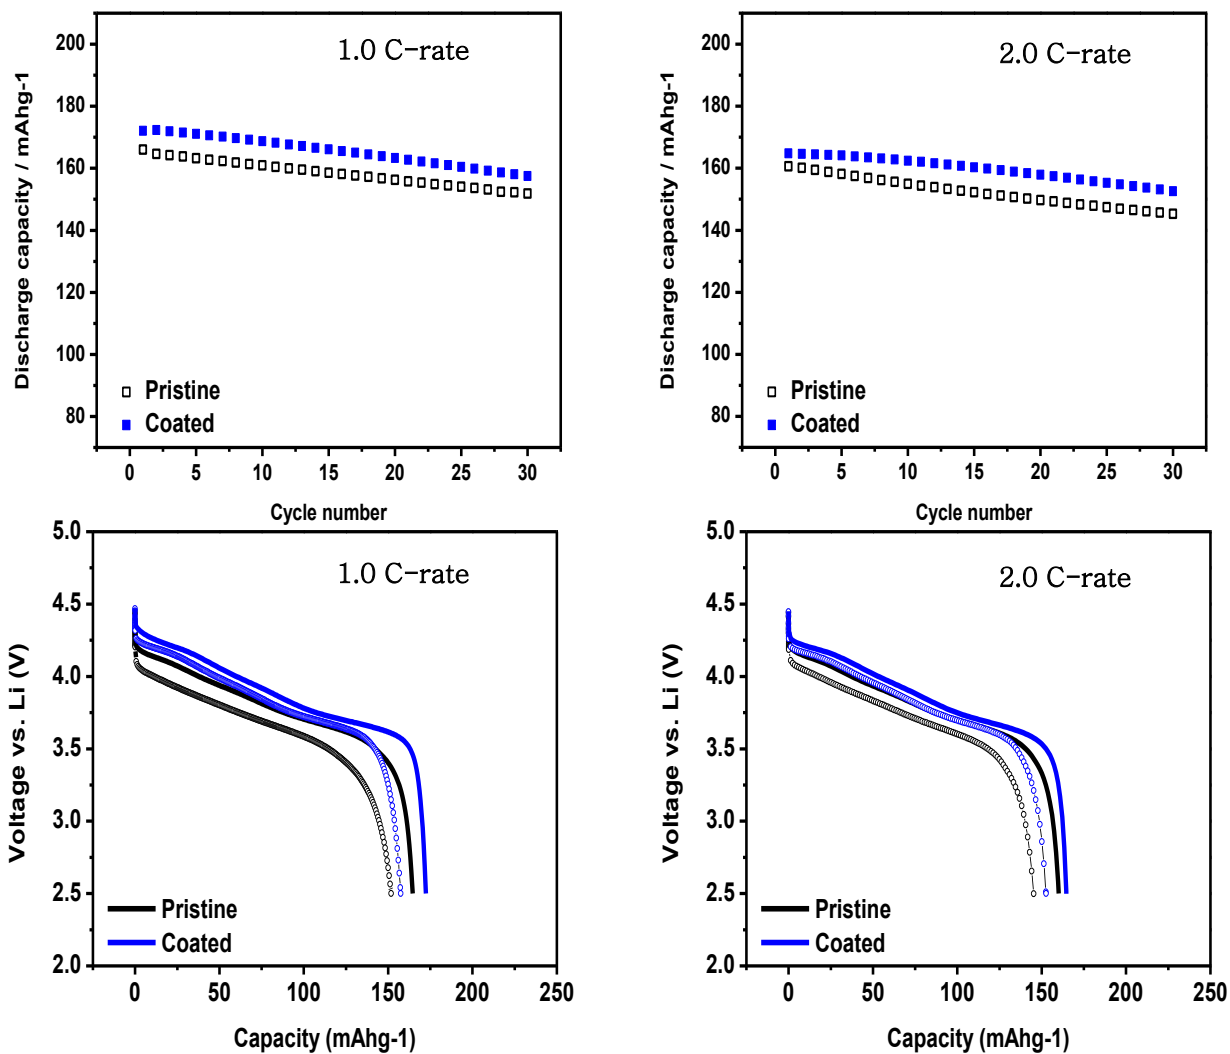 1.0 C-rate
Discharge capacity / mAhg-1
200
180
160
140
120
100
80
Pristine
Coated
0 5 10 15 20 25 30
Cycle number
2.0 C-rate
Discharge capacity / mAhg-1
200
180
160
140
120
100
80
Pristine
Coated
0 5 10 15 20 25 30
Cycle number
1.0 C-rate
Voltage vs. Li (V)
5.0
4.5
4.0
3.5
3.0
2.5
2.0
Pristine
Coated
0 50 100 150 200 250
Capacity (mAhg-1)
2.0 C-rate
Voltage vs. Li (V)
5.0
4.5
4.0
3.5
3.0
2.5
2.0
Pristine
Coated
0 50 100 150 200 250
Capacity (mAhg-1)